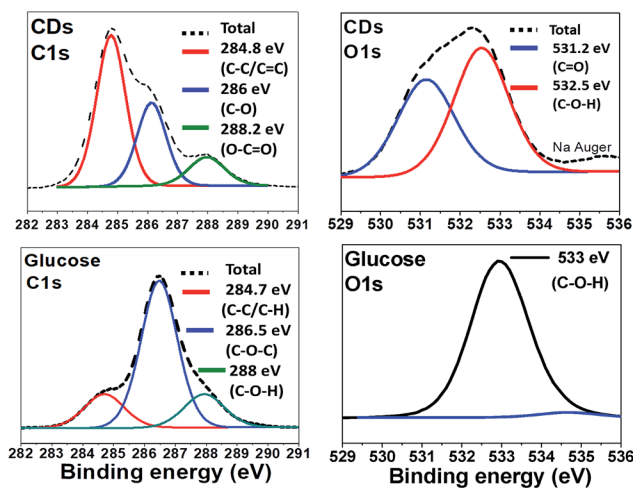 CDs
C1s
Total
284.8 eV
(C-C/C=C)
286 eV
(C-O)
288.2 eV
(O-C=O)
282 283 284 285 286 287 288 289 290 291
CDs
O1s
Total
531.2 eV
(C=O)
532.5 eV
(C-O-H)
Na Auger
529 530 531 532 533 534 535 536
Glucose
C1s
Total
284.7 eV
(C-C/C-H)
286.5 eV
(C-O-C)
288 eV
(C-O-H)
282 283 284 285 286 287 288 289 290 291
Binding energy (eV)
Glucose
O1s
533 eV
(C-O-H)
529 530 531 532 533 534 535 536
Binding energy (eV)